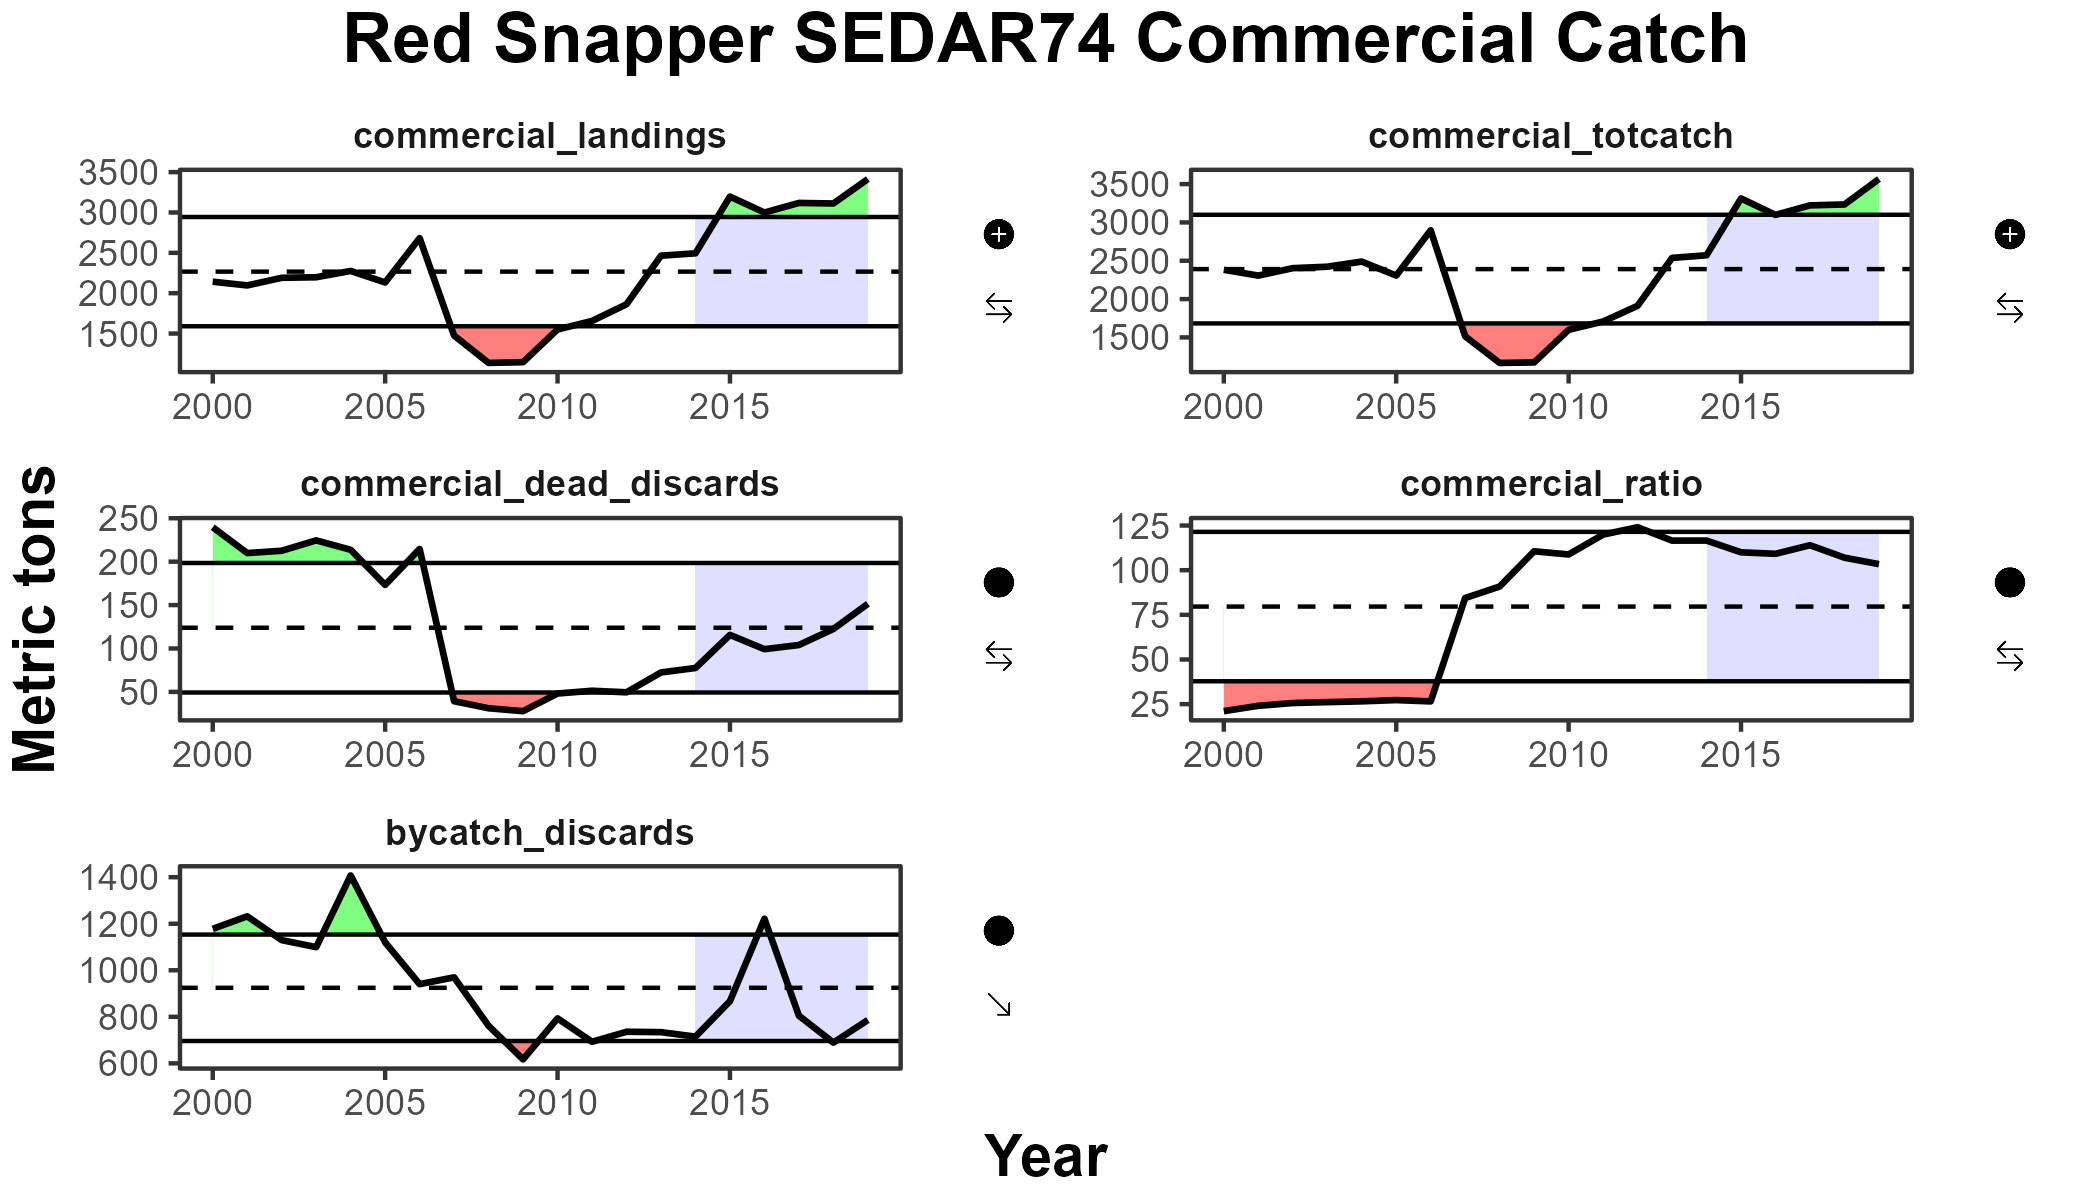 Red Snapper SEDAR74 Commercial Catch
Metric tons
commercial_landings
3500
3000
2500
2000
1500
2000 2005 2010 2015
commercial_totcatch
3500
3000
2500
2000
1500
2000 2005 2010 2015
commercial_dead_discards
250
200
150
100
50
2000 2005 2010 2015
commercial_ratio
125
100
75
50
25
2000 2005 2010 2015
bycatch_discards
1400
1200
1000
800
600
2000 2005 2010 2015
Year